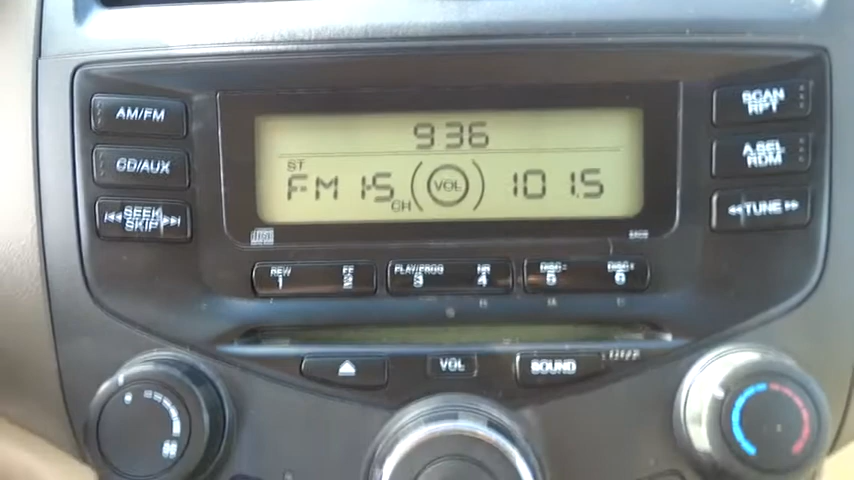 936
AM/FM
SCAN
RPT
CD/AUX
ST
FM 1-5 CH VOL 101.5
A.SEL
RDM
SEEK
SKIP
TUNE
REW
1
FF
2
PLAY/PROG
3
NR
4
DISC-
5
DISC+
6
VOL
SOUND